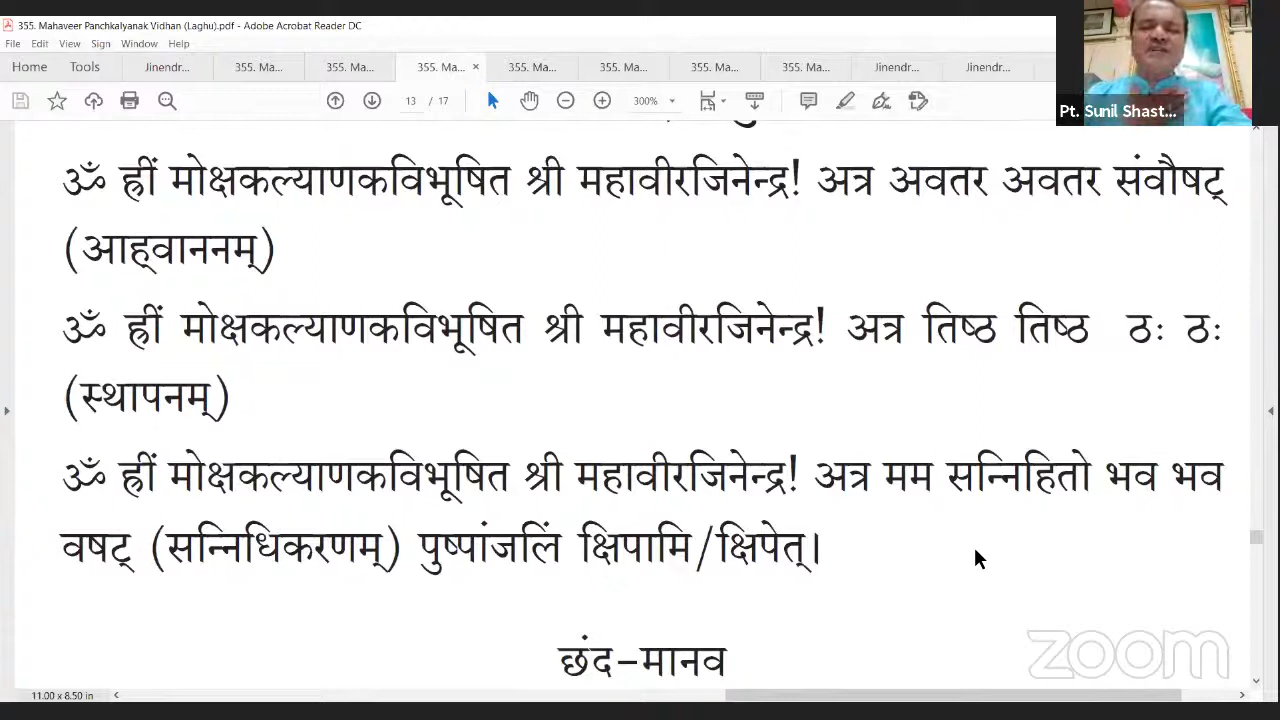 355. Mahaveer Panchkalyanak Vidhan (Laghu).pdf - Adobe Acrobat Reader DC
File Edit View Sign Window Help
Home Tools Jinendr... 355. Ma... 355. Ma... 355. Ma... × 355. Ma... 355. Ma... 355. Ma... 355. Ma... Jinendr... Jinendr...
13 / 17 300%
Pt. Sunil Shast...
ॐ ह्रीं मोक्षकल्याणकविभूषित श्री महावीरजिनेन्द्र! अत्र अवतर अवतर संवौषट्
(आह्वाननम्)
ॐ ह्रीं मोक्षकल्याणकविभूषित श्री महावीरजिनेन्द्र! अत्र तिष्ठ तिष्ठ ठः ठः
(स्थापनम्)
ॐ ह्रीं मोक्षकल्याणकविभूषित श्री महावीरजिनेन्द्र! अत्र मम सन्निहितो भव भव
वषट् (सन्निधिकरणम्) पुष्पांजलिं क्षिपामि/क्षिपेत्।
छंद-मानव
zoom
11.00 x 8.50 in